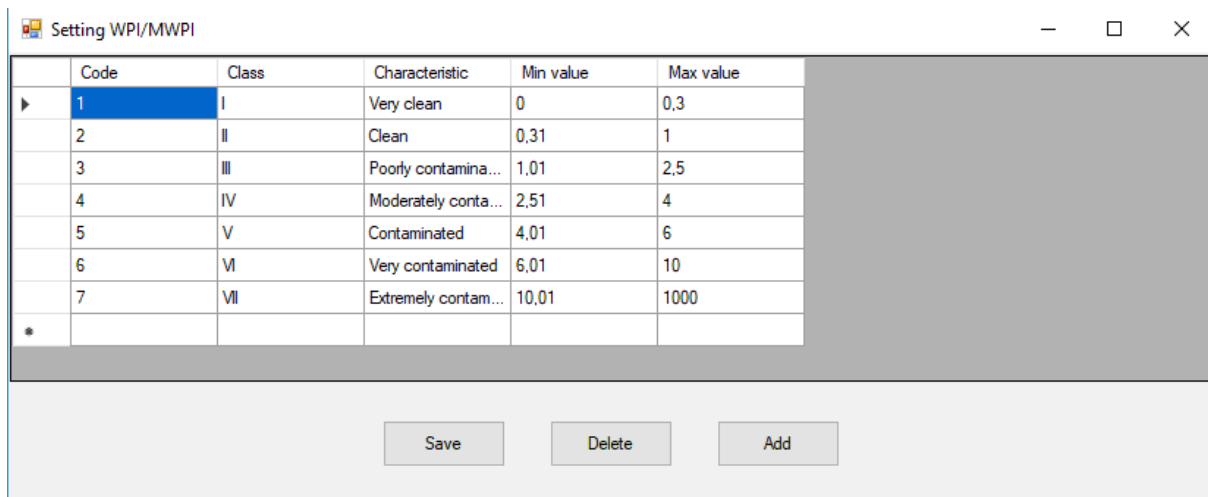 Setting WPI/MWPI
Code Class Characteristic Min value Max value
1 I Very clean 0 0,3
2 II Clean 0,31 1
3 III Poorly contamina... 1,01 2,5
4 IV Moderately conta... 2,51 4
5 V Contaminated 4,01 6
6 VI Very contaminated 6,01 10
7 VII Extremely contam... 10,01 1000
Save Delete Add